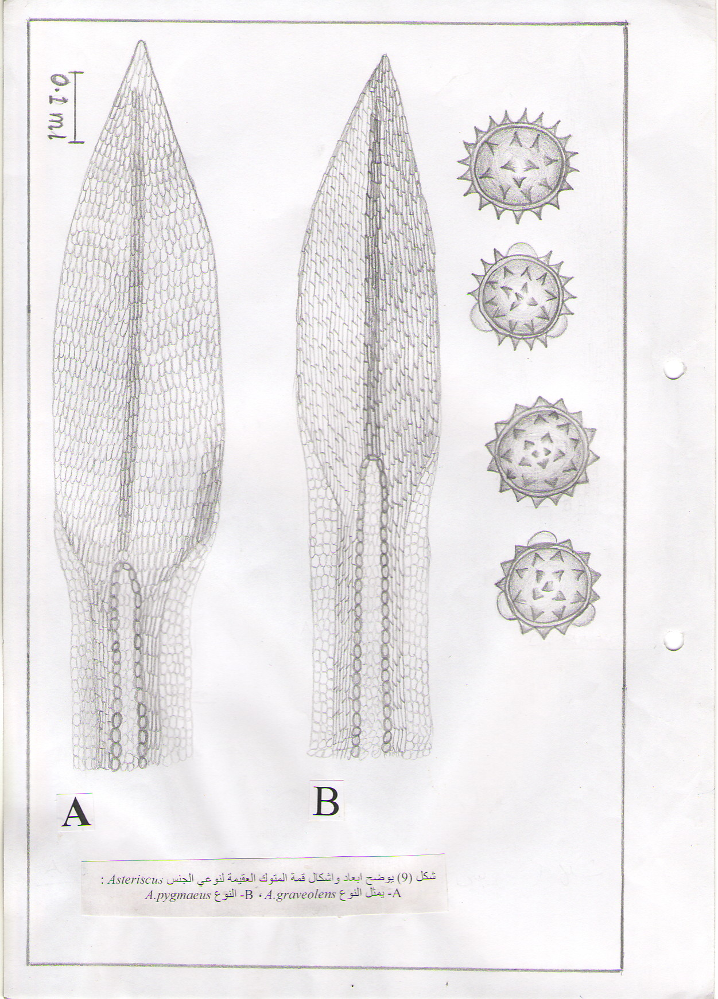 0.1 ml
A
B
شكل (9) يوضح ابعاد واشكال قمة المتوك العقيمة لنوعي الجنس Asteriscus :
A- يمثل النوع A.graveolens ، B- النوع A.pygmaeus